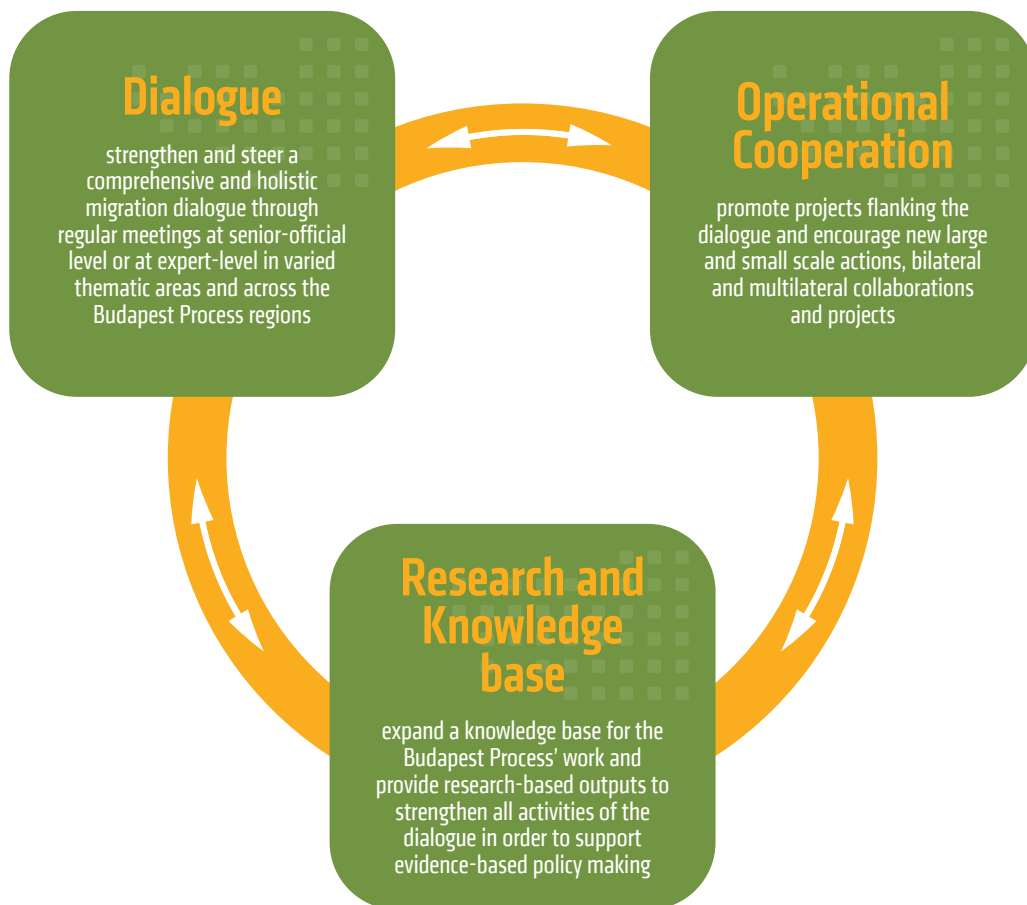 Dialogue
strengthen and steer a
comprehensive and holistic
migration dialogue through
regular meetings at senior-official
level or at expert-level in varied
thematic areas and across the
Budapest Process regions
Operational
Cooperation
promote projects flanking the
dialogue and encourage new large
and small scale actions, bilateral
and multilateral collaborations
and projects
Research and
Knowledge
base
expand a knowledge base for the
Budapest Process’ work and
provide research-based outputs to
strengthen all activities of the
dialogue in order to support
evidence-based policy making